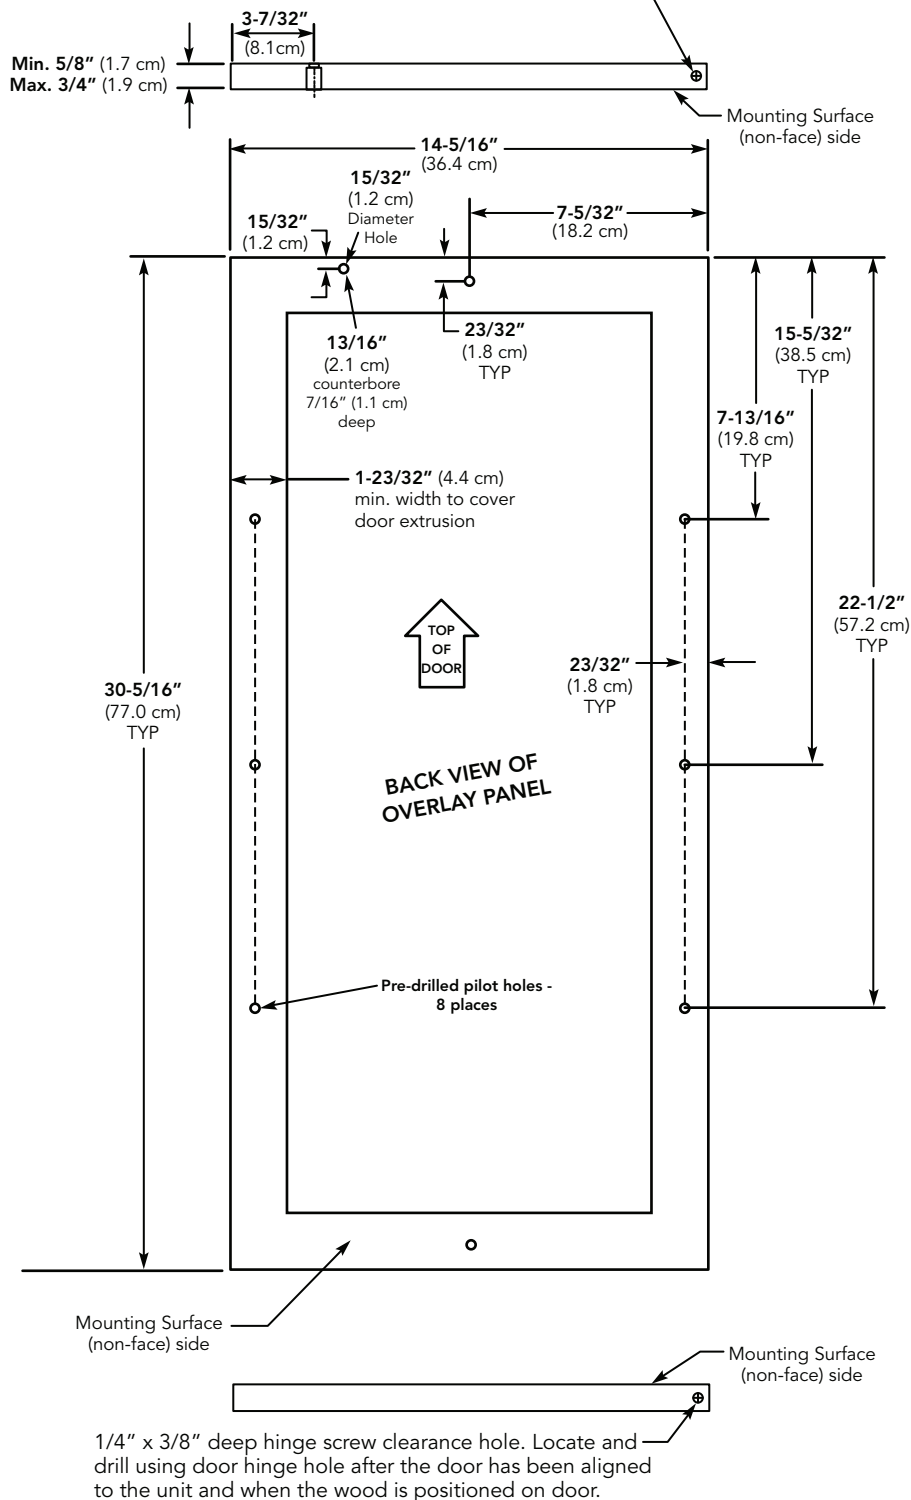 3-7/32"
(8.1cm)
Min. 5/8" (1.7 cm)
Max. 3/4" (1.9 cm)
Mounting Surface
(non-face) side
14-5/16"
(36.4 cm)
15/32"
(1.2 cm)
Diameter
Hole
15/32"
(1.2 cm)
7-5/32"
(18.2 cm)
13/16"
(2.1 cm)
counterbore
7/16" (1.1 cm)
deep
23/32"
(1.8 cm)
TYP
15-5/32"
(38.5 cm)
TYP
7-13/16"
(19.8 cm)
TYP
1-23/32" (4.4 cm)
min. width to cover
door extrusion
TOP
OF
DOOR
22-1/2"
(57.2 cm)
TYP
23/32"
(1.8 cm)
TYP
30-5/16"
(77.0 cm)
TYP
BACK VIEW OF
OVERLAY PANEL
Pre-drilled pilot holes -
8 places
Mounting Surface
(non-face) side
Mounting Surface
(non-face) side
1/4" x 3/8" deep hinge screw clearance hole. Locate and
drill using door hinge hole after the door has been aligned
to the unit and when the wood is positioned on door.